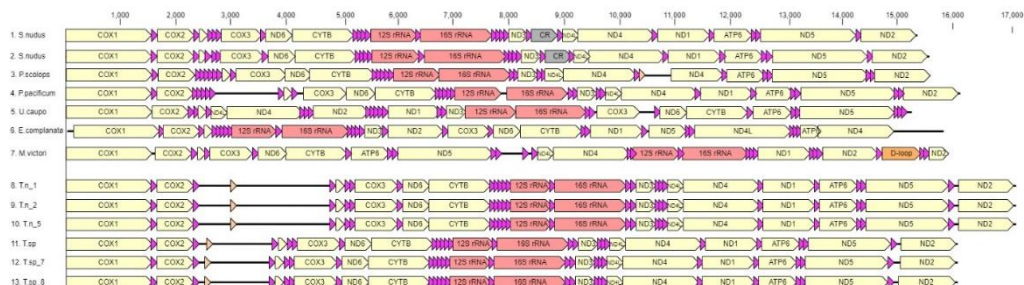 1,000 2,000 3,000 4,000 5,000 6,000 7,000 8,000 9,000 10,000 11,000 12,000 13,000 14,000 15,000 16,000 17,000
1. S.nudus COX1 COX2 COX3 ND6 CYTB 12S rRNA 16S rRNA ND3 CR ND4L ND4 ND1 ATP6 ND5 ND2
2. S.nudus COX1 COX2 COX3 ND6 CYTB 12S rRNA 16S rRNA ND3 CR ND4L ND4 ND1 ATP6 ND5 ND2
3. P.scolops COX1 COX2 COX3 ND6 CYTB 12S rRNA 16S rRNA ND3 ND4 ND4 ND1 ATP6 ND5 ND2
4. P.pacificum COX1 COX2 COX3 ND6 CYTB 12S rRNA 16S rRNA ND3 ND4 ND1 ATP6 ND5 ND2
5. U.caupo COX1 COX2 ND4 ND2 ND1 ND3 12S rRNA 16S rRNA COX3 ND6 CYTB ATP6 ND5
6. E.complanata COX1 COX2 12S rRNA 16S rRNA ND3 ND2 COX3 ND6 CYTB ND1 ND5 ND4L ATP6 ND4
7. M.victori COX1 COX2 COX3 ND6 CYTB ATP6 ND5 ND4 12S rRNA 16S rRNA ND1 ND2 D-loop ND2
8. T.n_1 COX1 COX2 COX3 ND6 CYTB 12S rRNA 16S rRNA ND3 ND4 ND1 ATP6 ND5 ND2
9. T.n_2 COX1 COX2 COX3 ND6 CYTB 12S rRNA 16S rRNA ND3 ND4 ND1 ATP6 ND5 ND2
10. T.n_5 COX1 COX2 COX3 ND6 CYTB 12S rRNA 16S rRNA ND3 ND4 ND1 ATP6 ND5 ND2
11. T.sp COX1 COX2 COX3 ND6 CYTB 12S rRNA 16S rRNA ND3 ND4 ND1 ATP6 ND5 ND2
12. T.sp_7 COX1 COX2 COX3 ND6 CYTB 12S rRNA 16S rRNA ND3 ND4 ND1 ATP6 ND5 ND2
13. T.sp_8 COX1 COX2 COX3 ND6 CYTB 12S rRNA 16S rRNA ND3 ND4 ND1 ATP6 ND5 ND2